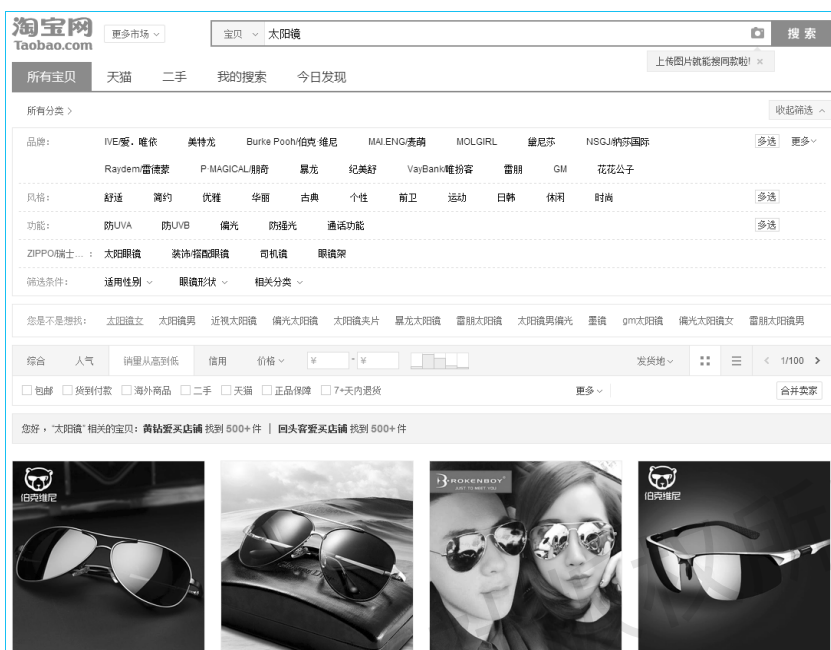 淘宝网
Taobao.com
更多市场
宝贝 太阳镜 搜索
上传图片就能搜同款啦! ×
所有宝贝 天猫 二手 我的搜索 今日发现
所有分类 >
收起筛选
品牌: IVE/爱.唯依 美特龙 Burke Pooh/伯克·维尼 MAI.ENG/麦萌 MOLGIRL 黛尼莎 NSGJ/纳莎国际 多选 更多
Raydem/雷德蒙 P·MAGICAL/朋奇 暴龙 纪美舒 VayBank/唯扮客 雷朋 GM 花花公子
风格: 舒适 简约 优雅 华丽 古典 个性 前卫 运动 日韩 休闲 时尚 多选
功能: 防UVA 防UVB 偏光 防强光 通话功能 多选
ZIPPO/瑞士... : 太阳眼镜 装饰/搭配眼镜 司机镜 眼镜架
筛选条件: 适用性别 眼镜形状 相关分类
您是不是想找: 太阳镜女 太阳镜男 近视太阳镜 偏光太阳镜 太阳镜夹片 暴龙太阳镜 雷朋太阳镜 太阳镜男偏光 墨镜 gm太阳镜 偏光太阳镜女 雷朋太阳镜男
综合 人气 销量从高到低 信用 价格 ¥ - ¥ 发货地 < 1/100 >
包邮 货到付款 海外商品 二手 天猫 正品保障 7+天内退货 更多 合并卖家
您好，"太阳镜"相关的宝贝：黄钻爱买店铺 找到 500+ 件 | 回头客爱买店铺 找到 500+ 件
伯克维尼
B·ROKENBOY
JUST TO MEET YOU
伯克维尼